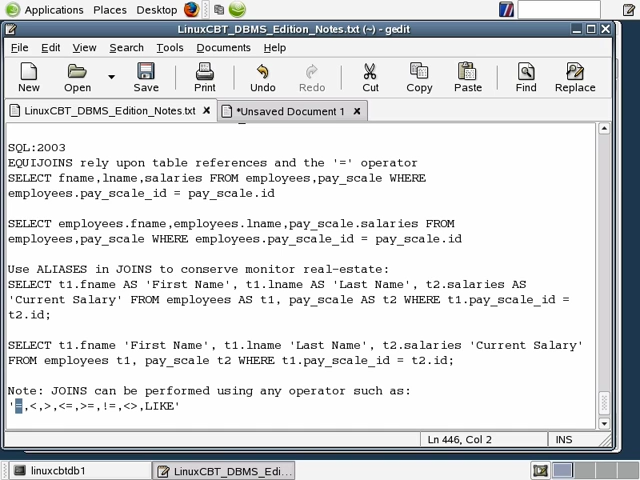 Applications Places Desktop
LinuxCBT_DBMS_Edition_Notes.txt (~) - gedit
File Edit View Search Tools Documents Help
New Open Save Print Undo Redo Cut Copy Paste Find Replace
LinuxCBT_DBMS_Edition_Notes.txt *Unsaved Document 1
SQL:2003
EQUIJOINS rely upon table references and the '=' operator
SELECT fname,lname,salaries FROM employees,pay_scale WHERE
employees.pay_scale_id = pay_scale.id
SELECT employees.fname,employees.lname,pay_scale.salaries FROM
employees,pay_scale WHERE employees.pay_scale_id = pay_scale.id
Use ALIASES in JOINS to conserve monitor real-estate:
SELECT t1.fname AS 'First Name', t1.lname AS 'Last Name', t2.salaries AS
'Current Salary' FROM employees AS t1, pay_scale AS t2 WHERE t1.pay_scale_id =
t2.id;
SELECT t1.fname 'First Name', t1.lname 'Last Name', t2.salaries 'Current Salary'
FROM employees t1, pay_scale t2 WHERE t1.pay_scale_id = t2.id;
Note: JOINS can be performed using any operator such as:
'=,<,>,<=,>=,!=,<>,LIKE'
Ln 446, Col 2 INS
linuxcbtdb1 LinuxCBT_DBMS_Edi...